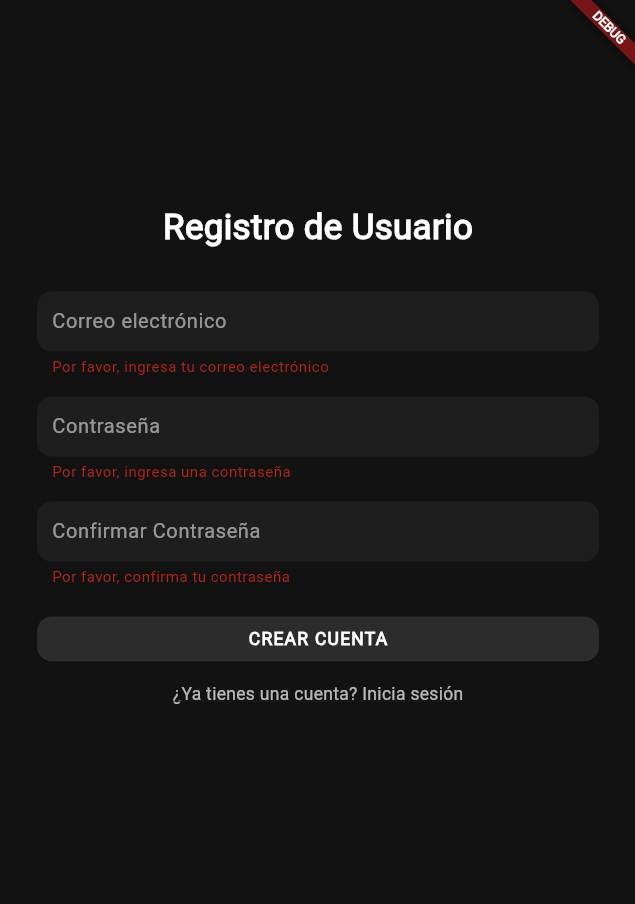 DEBUG
Registro de Usuario
Correo electrónico
Por favor, ingresa tu correo electrónico
Contraseña
Por favor, ingresa una contraseña
Confirmar Contraseña
Por favor, confirma tu contraseña
CREAR CUENTA
¿Ya tienes una cuenta? Inicia sesión